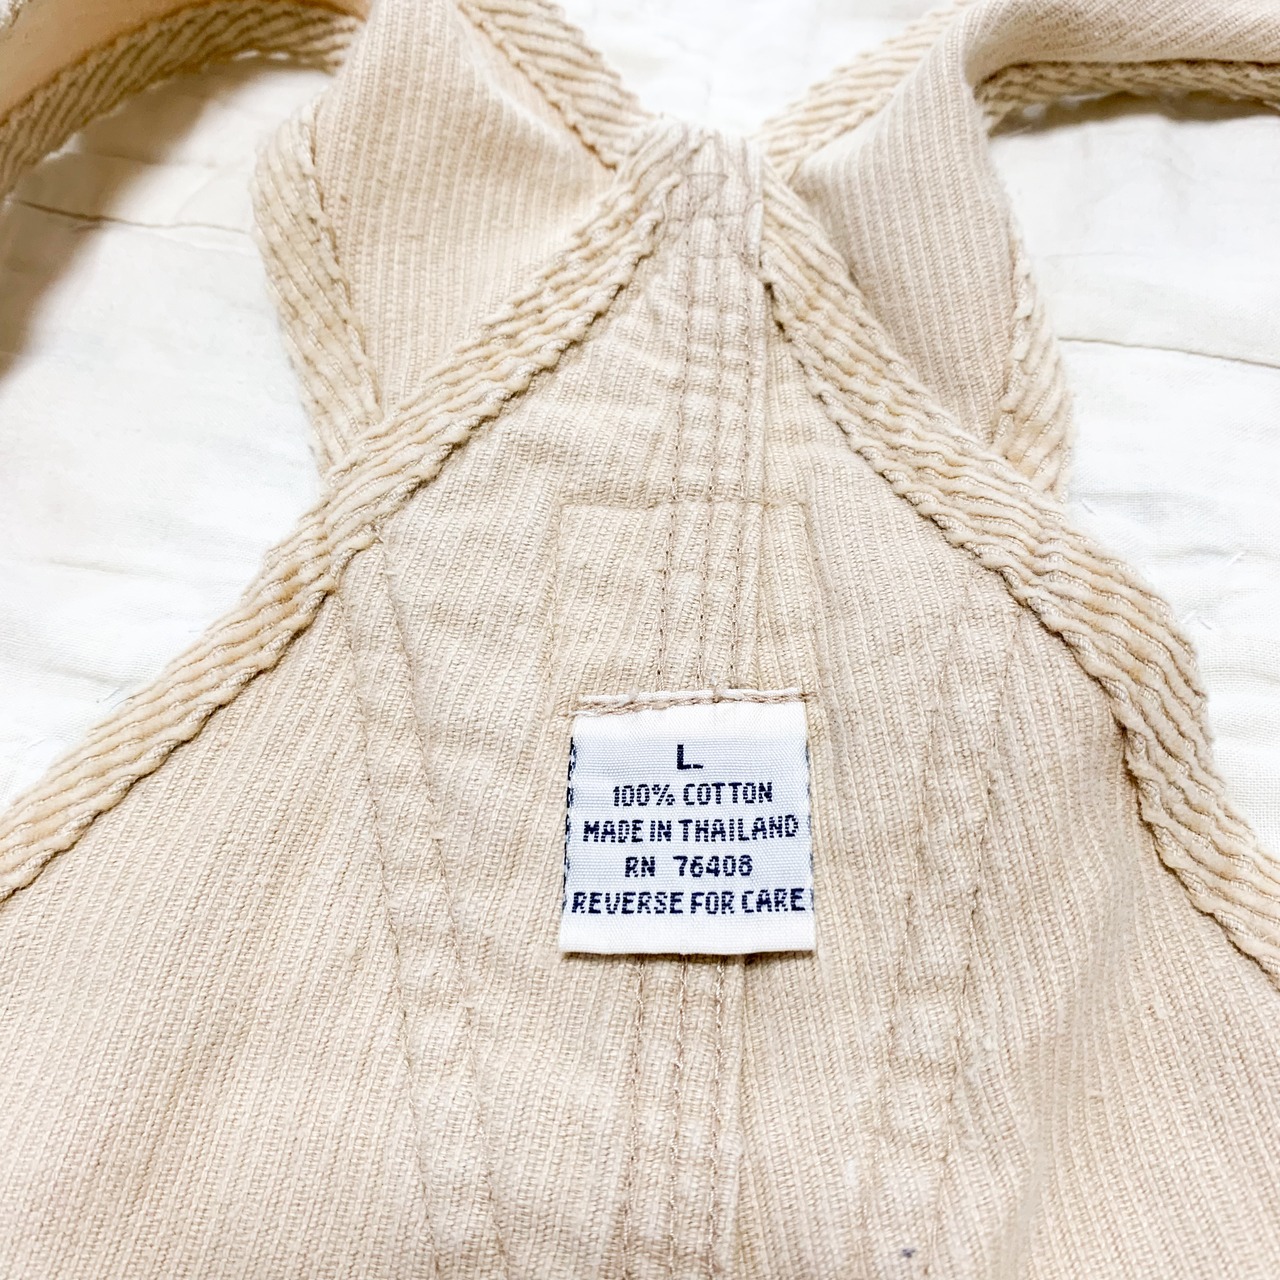 L.
100% COTTON
MADE IN THAILAND
RN 76408
REVERSE FOR CARE